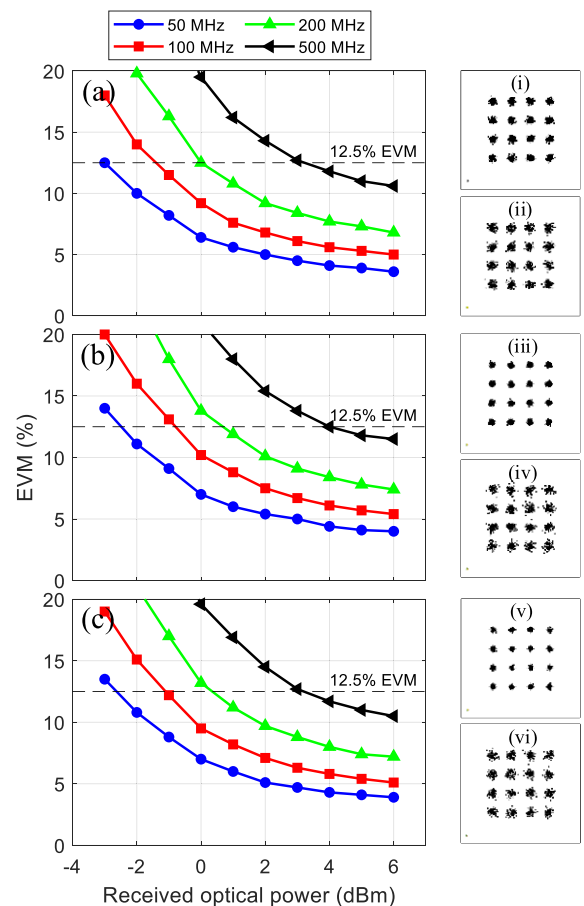 50 MHz 200 MHz
100 MHz 500 MHz
20
15
10
5
0
(a)
12.5% EVM
(i)
(ii)
20
15
10
5
0
(b)
12.5% EVM
EVM (%)
(iii)
(iv)
20
15
10
5
0
(c)
12.5% EVM
(v)
(vi)
-4 -2 0 2 4 6
Received optical power (dBm)